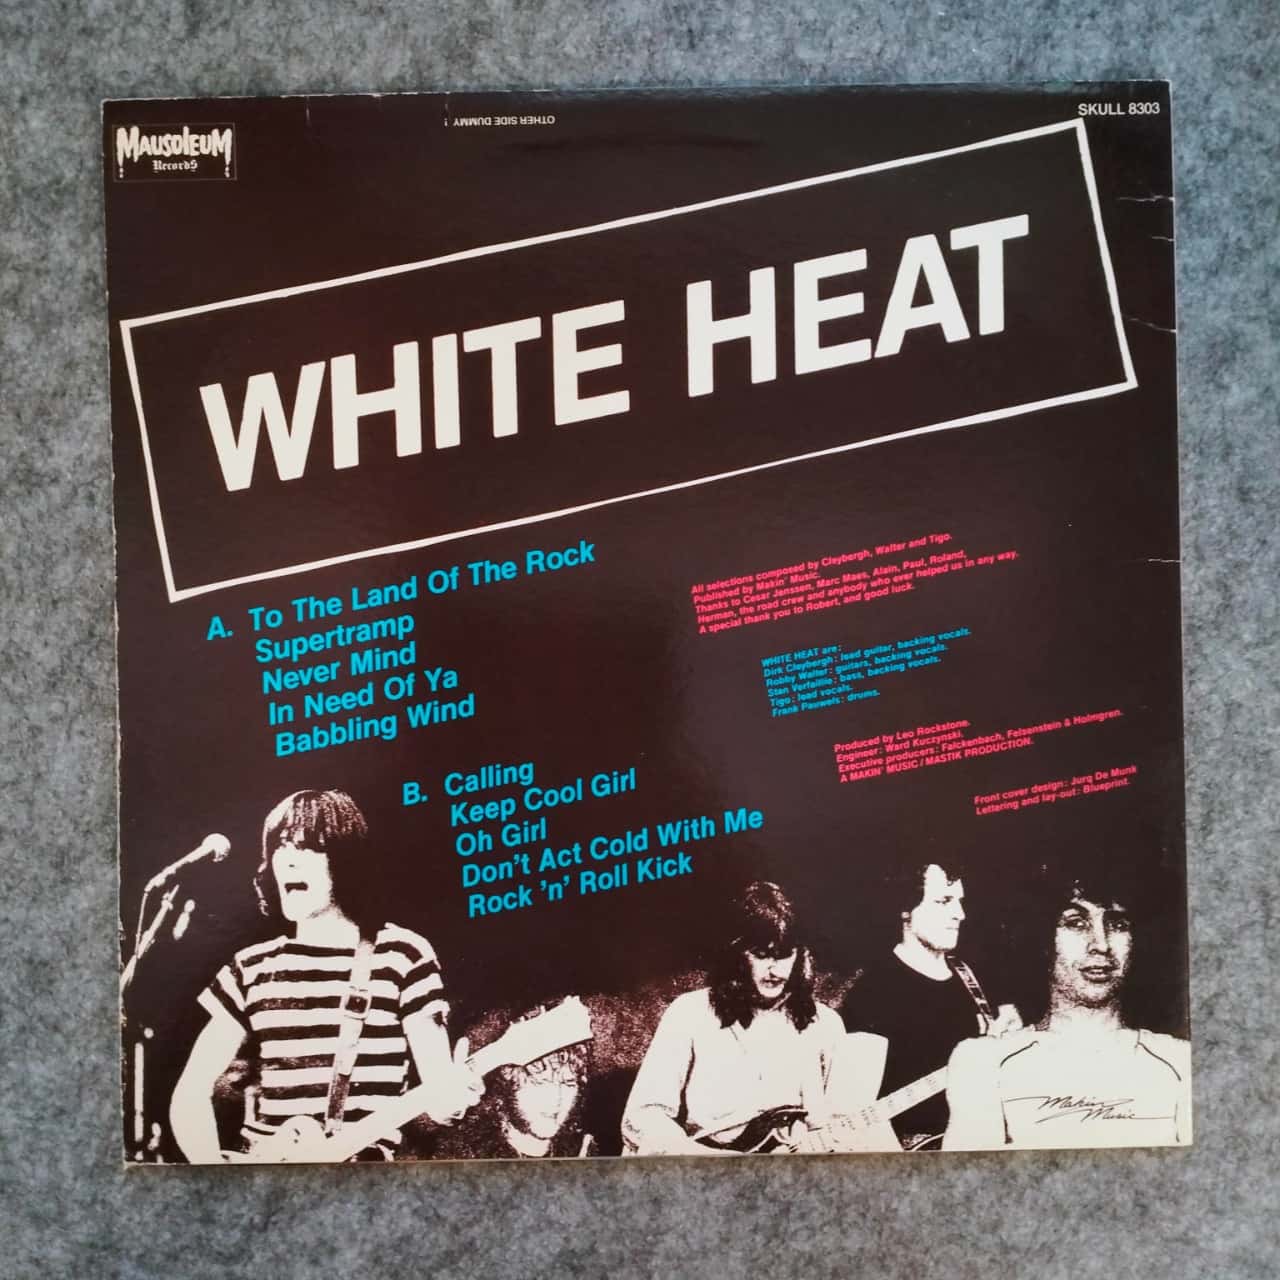 MAUSOLEUM
Records
OTHER SIDE DUMMY !
SKULL 8303
WHITE HEAT
A. To The Land Of The Rock
Supertramp
Never Mind
In Need Of Ya
Babbling Wind
B. Calling
Keep Cool Girl
Oh Girl
Don't Act Cold With Me
Rock 'n' Roll Kick
All selections composed by Cleybergh, Walter and Tigo.
Published by Makin' Music.
Thanks to Cesar Jenssen, Marc Maes, Alain, Paul, Roland,
Herman, the road crew and anybody who ever helped us in any way.
A special thank you to Robert, and good luck.
WHITE HEAT are:
Dirk Cleybergh: lead guitar, backing vocals.
Robby Walter: guitars, backing vocals.
Stan Verfaillie: bass, backing vocals.
Tigo: lead vocals.
Frank Pauwels: drums.
Produced by Leo Rockstone.
Engineer: Ward Kuczynski.
Executive producers: Falckenbach, Felsenstein & Holmgren.
A MAKIN' MUSIC / MASTIK PRODUCTION.
Front cover design: Jurq De Munk
Lettering and lay-out: Blueprint.
Makin
Music